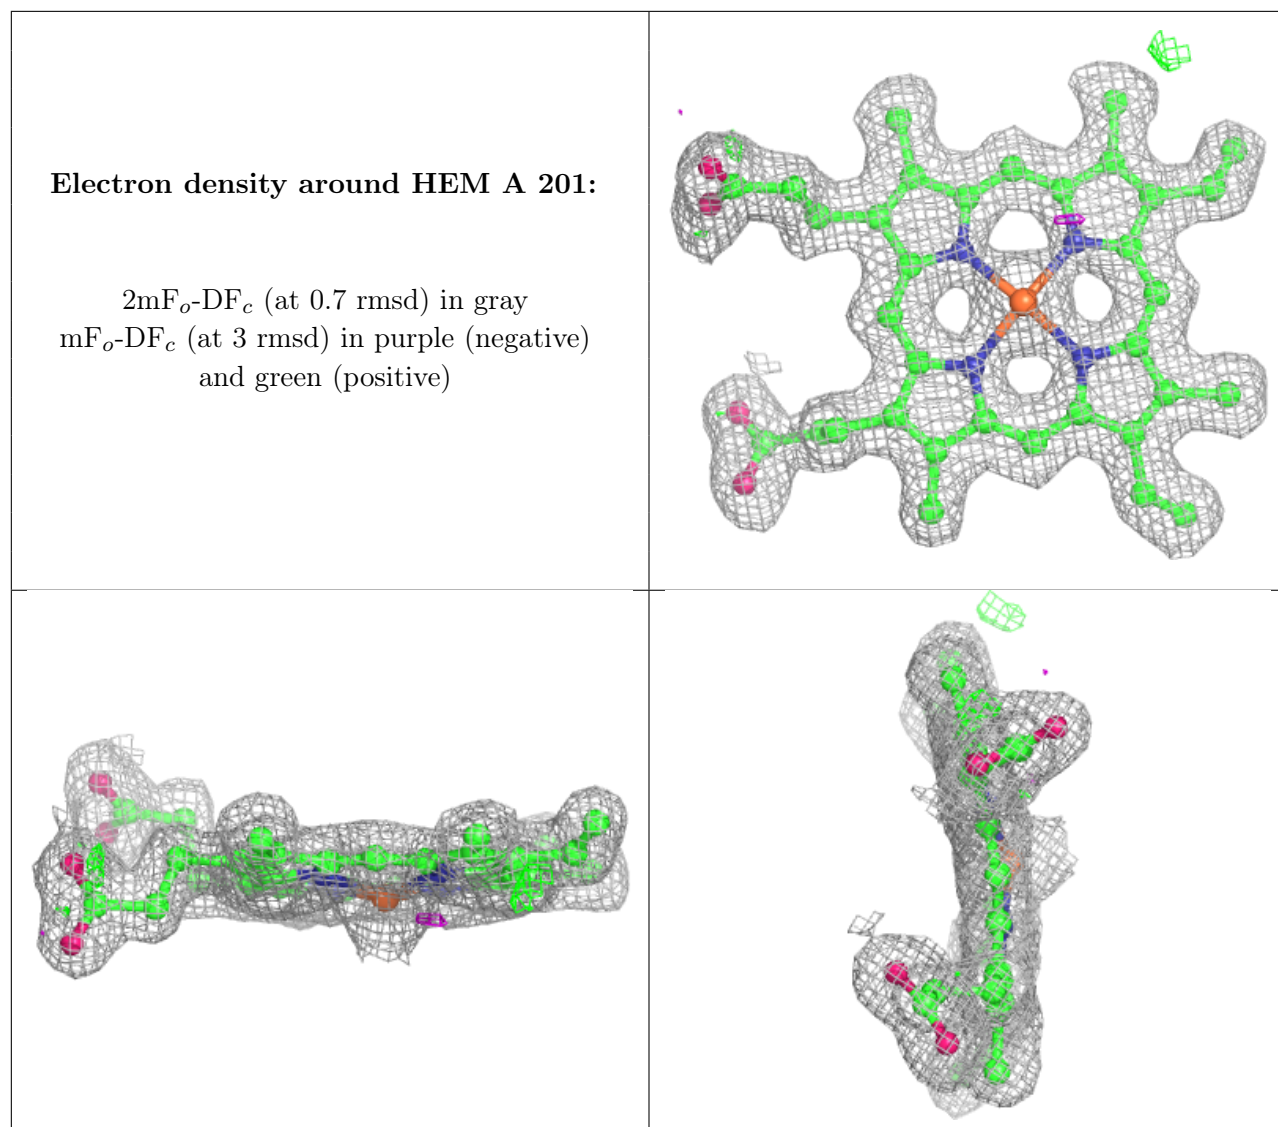 Electron density around HEM A 201:
2mFo-DFc (at 0.7 rmsd) in gray
mFo-DFc (at 3 rmsd) in purple (negative)
and green (positive)